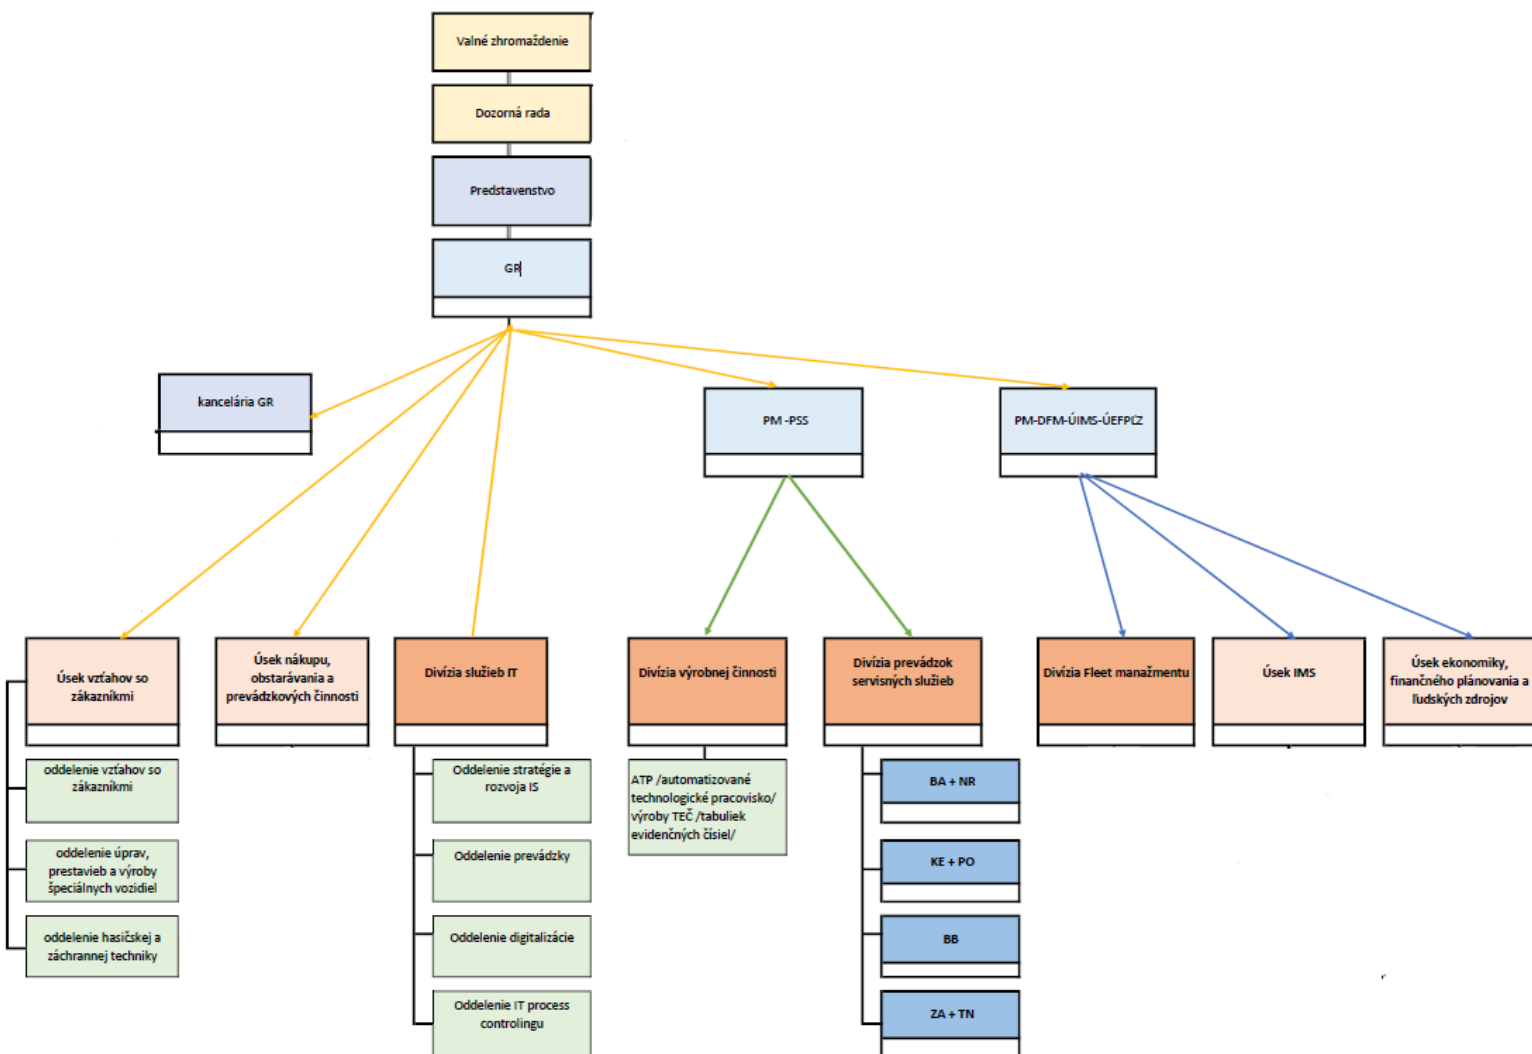 Valné zhromaždenie
Dozorná rada
Predstavenstvo
GR
kancelária GR
PM -PSS
PM-DFM-ÚIMS-ÚEFPĽZ
Úsek vzťahov so
zákazníkmi
Úsek nákupu,
obstarávania a
prevádzkových činnosti
Divízia služieb IT
Divízia výrobnej činnosti
Divízia prevádzok
servisných služieb
Divízia Fleet manažmentu
Úsek IMS
Úsek ekonomiky,
finančného plánovania a
ľudských zdrojov
oddelenie vzťahov so
zákazníkmi
oddelenie úprav,
prestavieb a výroby
špeciálnych vozidiel
oddelenie hasičskej a
záchrannej techniky
Oddelenie stratégie a
rozvoja IS
Oddelenie prevádzky
Oddelenie digitalizácie
Oddelenie IT process
controlingu
ATP /automatizované
technologické pracovisko/
výroby TEČ /tabuliek
evidenčných čísiel/
BA + NR
KE + PO
BB
ZA + TN